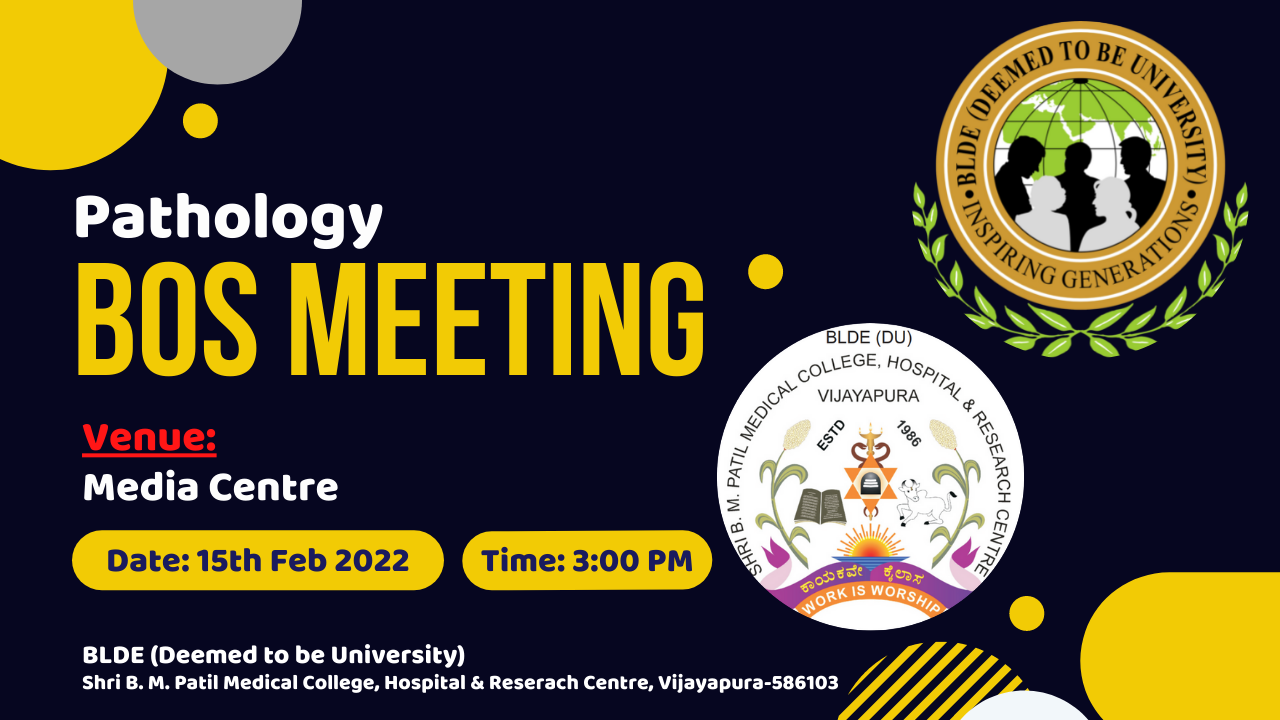 Pathology
BOS MEETING
Venue:
Media Centre
Date: 15th Feb 2022
Time: 3:00 PM
BLDE (Deemed to be University)
Shri B. M. Patil Medical College, Hospital & Reserach Centre, Vijayapura-586103
BLDE (DEEMED TO BE UNIVERSITY)
INSPIRING GENERATIONS
BLDE (DU)
SHRI B. M. PATIL MEDICAL COLLEGE, HOSPITAL & RESEARCH CENTRE
VIJAYAPURA
ESTD 1986
ಕಾಯಕವೇ ಕೈಲಾಸ
WORK IS WORSHIP